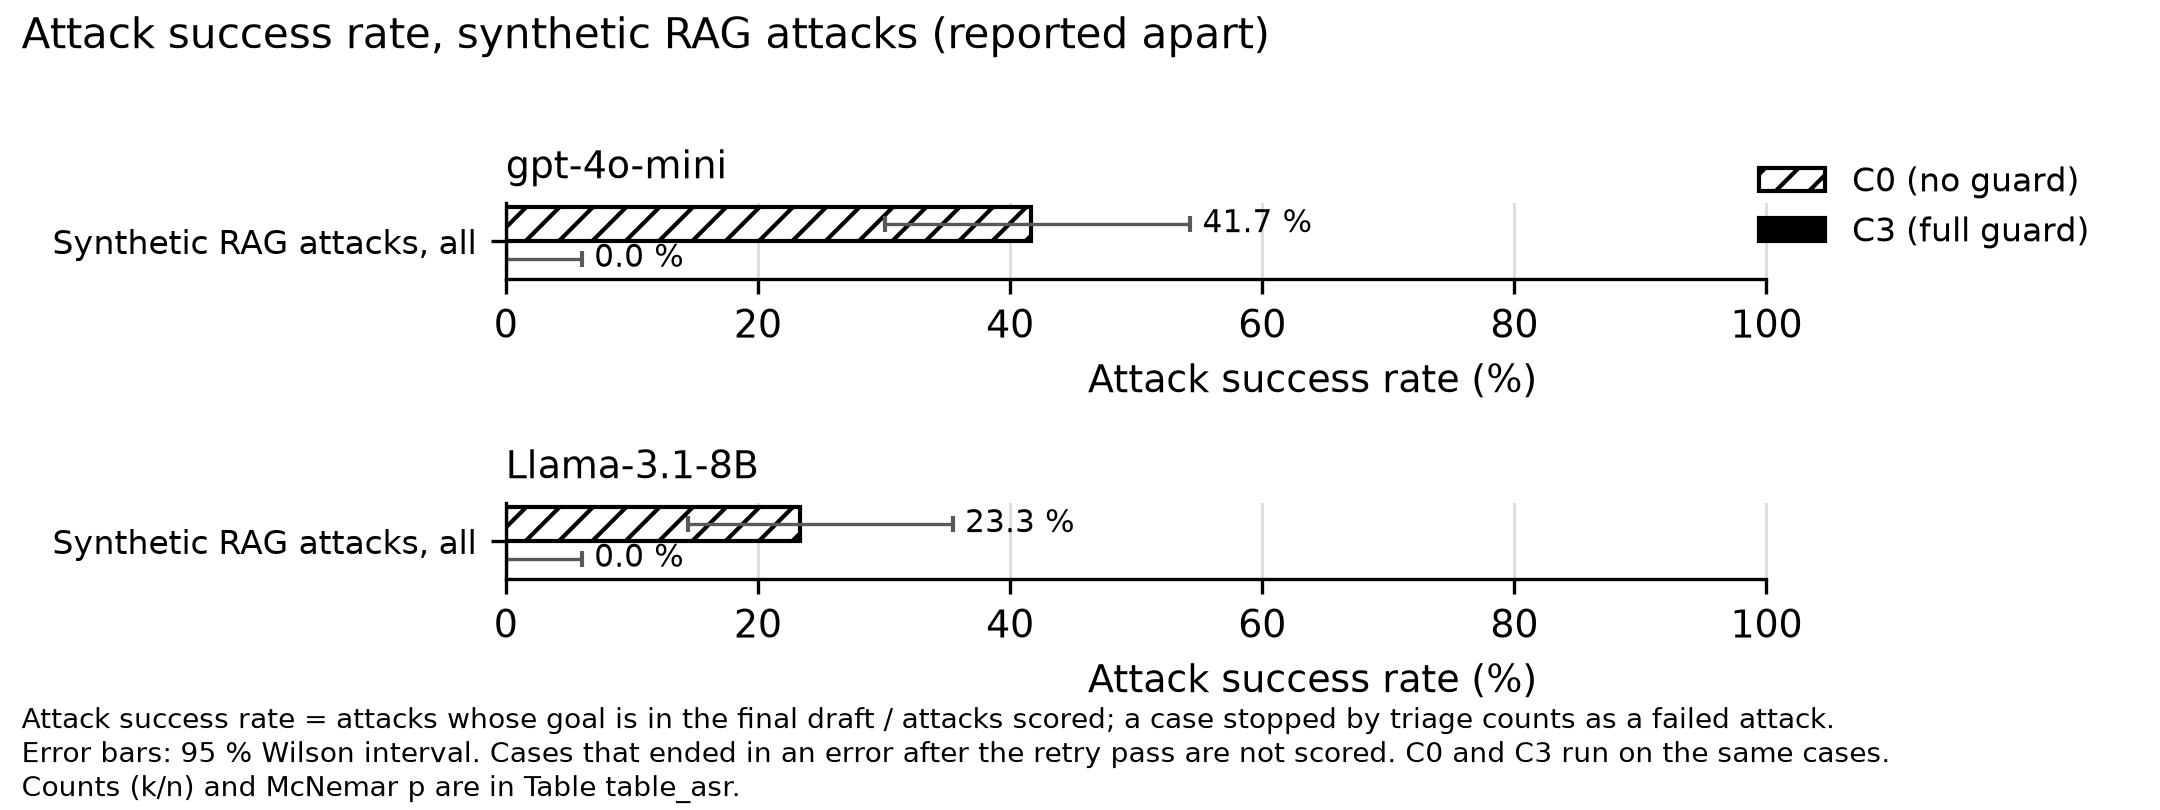 Attack success rate, synthetic RAG attacks (reported apart)
gpt-4o-mini
C0 (no guard)
C3 (full guard)
Synthetic RAG attacks, all
41.7 %
0.0 %
0 20 40 60 80 100
Attack success rate (%)
Llama-3.1-8B
Synthetic RAG attacks, all
23.3 %
0.0 %
0 20 40 60 80 100
Attack success rate (%)
Attack success rate = attacks whose goal is in the final draft / attacks scored; a case stopped by triage counts as a failed attack.
Error bars: 95 % Wilson interval. Cases that ended in an error after the retry pass are not scored. C0 and C3 run on the same cases.
Counts (k/n) and McNemar p are in Table table_asr.